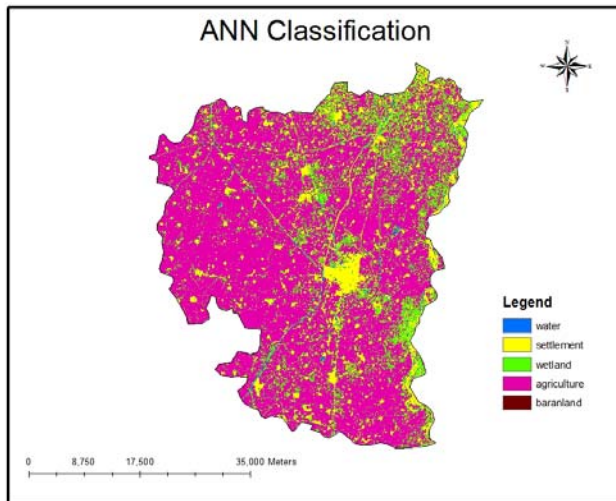 ANN Classification
N
W
E
S
Legend
water
settlement
wetland
agriculture
baranland
0 8,750 17,500 35,000 Meters